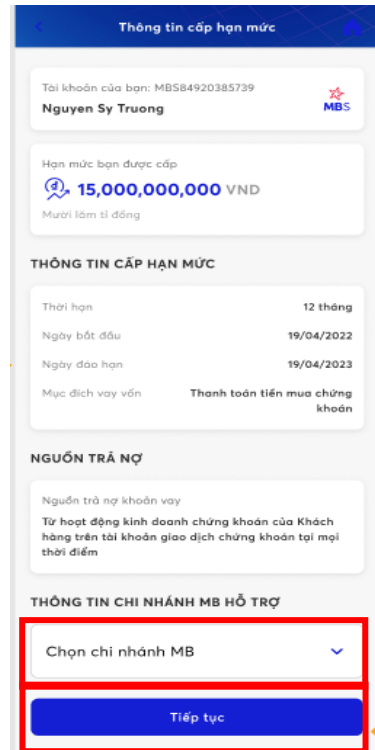 Thông tin cấp hạn mức
Tài khoản của bạn: MBS84920385739
Nguyen Sy Truong
MBS
Hạn mức bạn được cấp
15,000,000,000 VND
Mười lăm tỉ đồng
THÔNG TIN CẤP HẠN MỨC
Thời hạn 12 tháng
Ngày bắt đầu 19/04/2022
Ngày đáo hạn 19/04/2023
Mục đích vay vốn Thanh toán tiền mua chứng
khoán
NGUỒN TRẢ NỢ
Nguồn trả nợ khoản vay
Từ hoạt động kinh doanh chứng khoán của Khách
hàng trên tài khoản giao dịch chứng khoán tại mọi
thời điểm
THÔNG TIN CHI NHÁNH MB HỖ TRỢ
Chọn chi nhánh MB
Tiếp tục